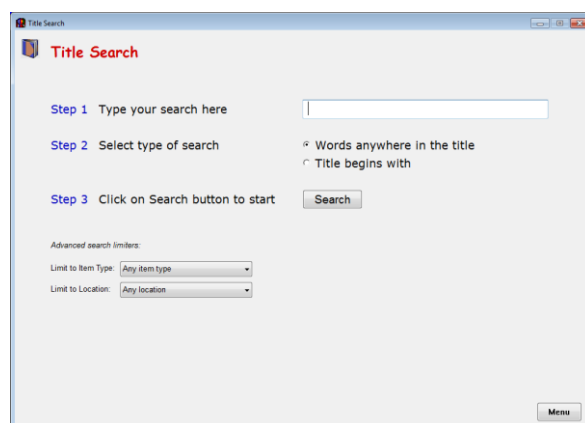 Title Search
Title Search
Step 1 Type your search here
Step 2 Select type of search
Words anywhere in the title
Title begins with
Step 3 Click on Search button to start
Search
Advanced search limiters:
Limit to Item Type: Any item type
Limit to Location: Any location
Menu